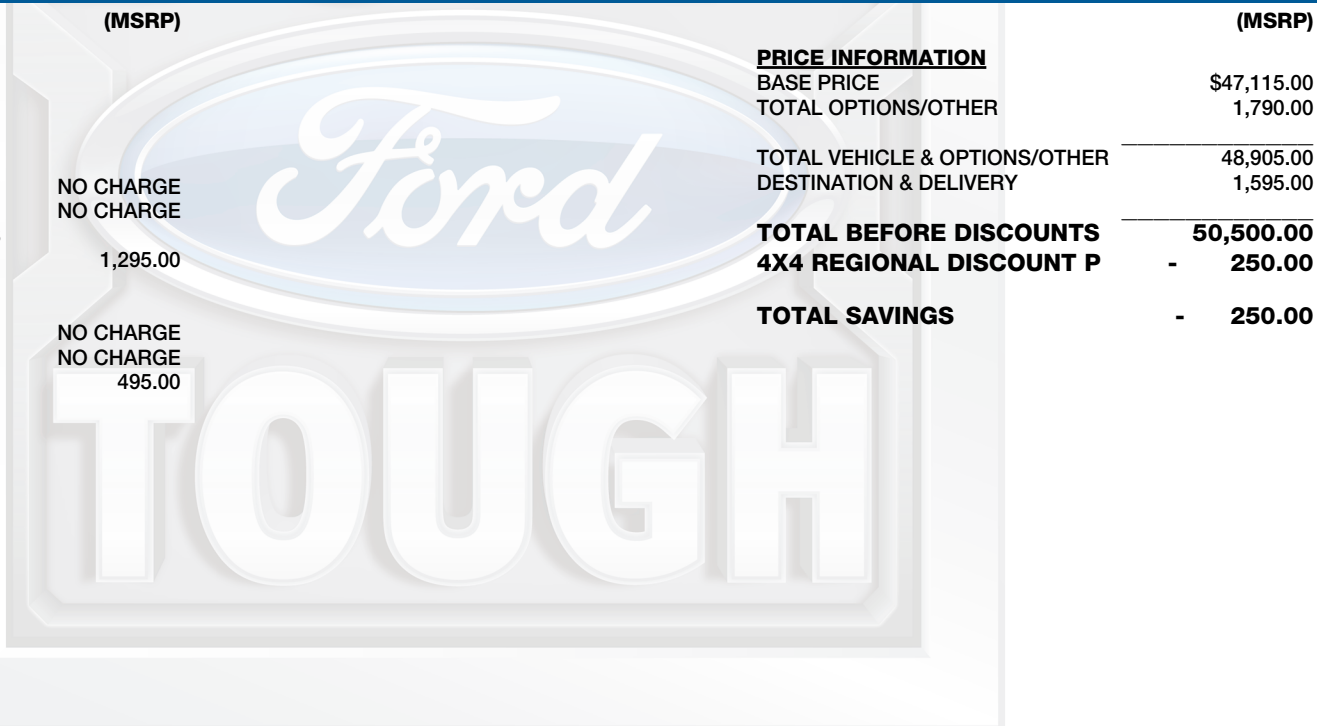 (MSRP)
NO CHARGE
NO CHARGE
1,295.00
NO CHARGE
NO CHARGE
495.00
Ford
TOUGH
(MSRP)
PRICE INFORMATION
BASE PRICE $47,115.00
TOTAL OPTIONS/OTHER 1,790.00
TOTAL VEHICLE & OPTIONS/OTHER 48,905.00
DESTINATION & DELIVERY 1,595.00
TOTAL BEFORE DISCOUNTS 50,500.00
4X4 REGIONAL DISCOUNT P - 250.00
TOTAL SAVINGS - 250.00